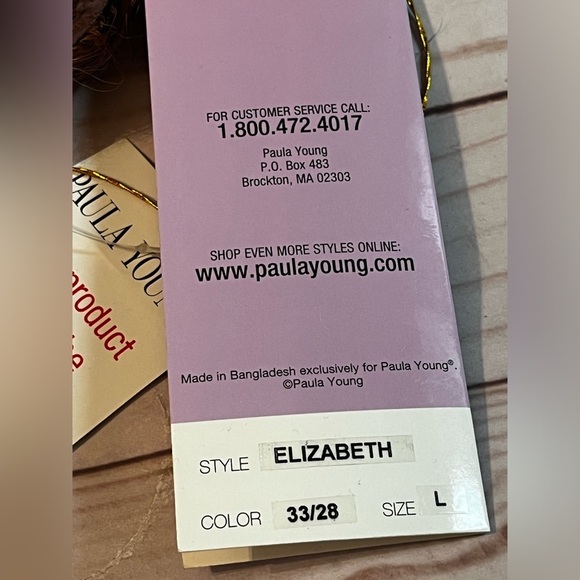 FOR CUSTOMER SERVICE CALL:
1.800.472.4017
Paula Young
P.O. Box 483
Brockton, MA 02303
SHOP EVEN MORE STYLES ONLINE:
www.paulayoung.com
Made in Bangladesh exclusively for Paula Young®.
©Paula Young
STYLE ELIZABETH
COLOR 33/28 SIZE L
PAULA YOU
product